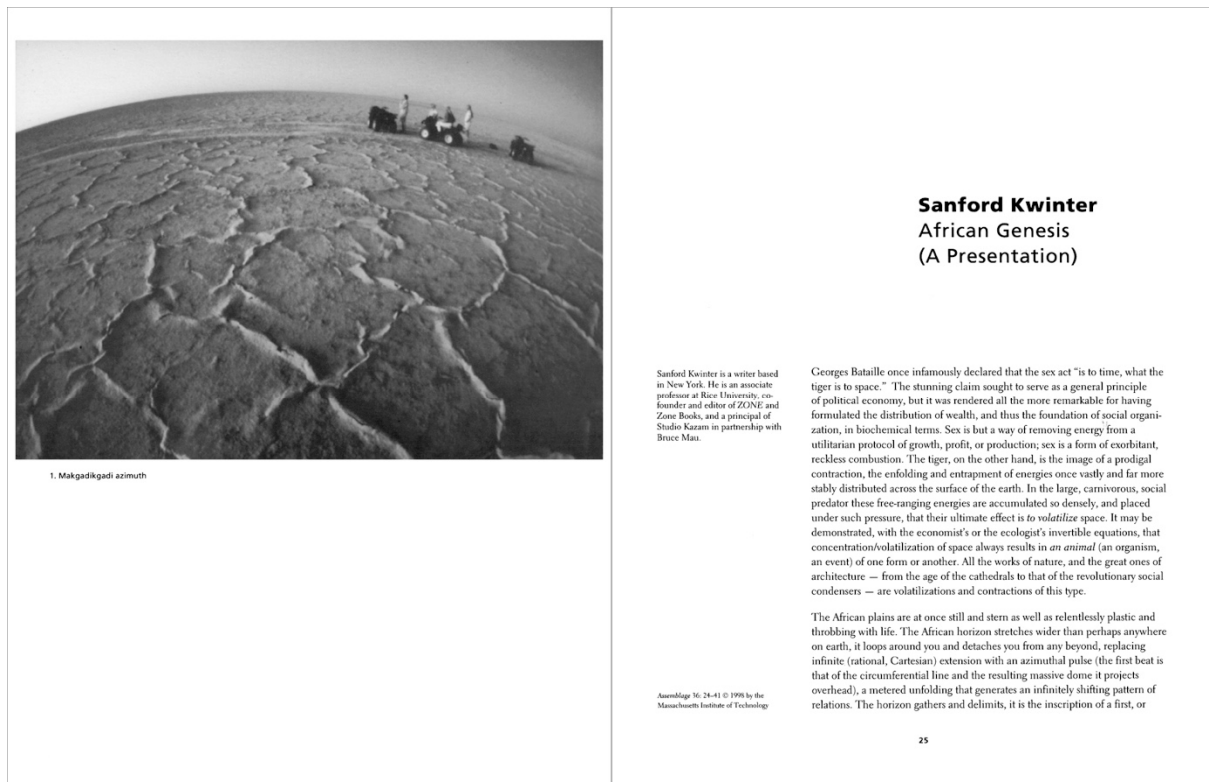 1. Makgadikgadi azimuth
Sanford Kwinter
African Genesis
(A Presentation)
Sanford Kwinter is a writer based
in New York. He is an associate
professor at Rice University, co-
founder and editor of ZONE and
Zone Books, and a principal of
Studio Kazam in partnership with
Bruce Mau.
Georges Bataille once infamously declared that the sex act “is to time, what the
tiger is to space.” The stunning claim sought to serve as a general principle
of political economy, but it was rendered all the more remarkable for having
formulated the distribution of wealth, and thus the foundation of social organi-
zation, in biochemical terms. Sex is but a way of removing energy from a
utilitarian protocol of growth, profit, or production; sex is a form of exorbitant,
reckless combustion. The tiger, on the other hand, is the image of a prodigal
contraction, the enfolding and entrapment of energies once vastly and far more
stably distributed across the surface of the earth. In the large, carnivorous, social
predator these free-ranging energies are accumulated so densely, and placed
under such pressure, that their ultimate effect is to volatilize space. It may be
demonstrated, with the economist’s or the ecologist’s invertible equations, that
concentration/volatilization of space always results in an animal (an organism,
an event) of one form or another. All the works of nature, and the great ones of
architecture — from the age of the cathedrals to that of the revolutionary social
condensers — are volatilizations and contractions of this type.
The African plains are at once still and stern as well as relentlessly plastic and
throbbing with life. The African horizon stretches wider than perhaps anywhere
on earth, it loops around you and detaches you from any beyond, replacing
infinite (rational, Cartesian) extension with an azimuthal pulse (the first beat is
that of the circumferential line and the resulting massive dome it projects
overhead), a metered unfolding that generates an infinitely shifting pattern of
relations. The horizon gathers and delimits, it is the inscription of a first, or
Assemblage 36: 24–41 © 1998 by the
Massachusetts Institute of Technology
25